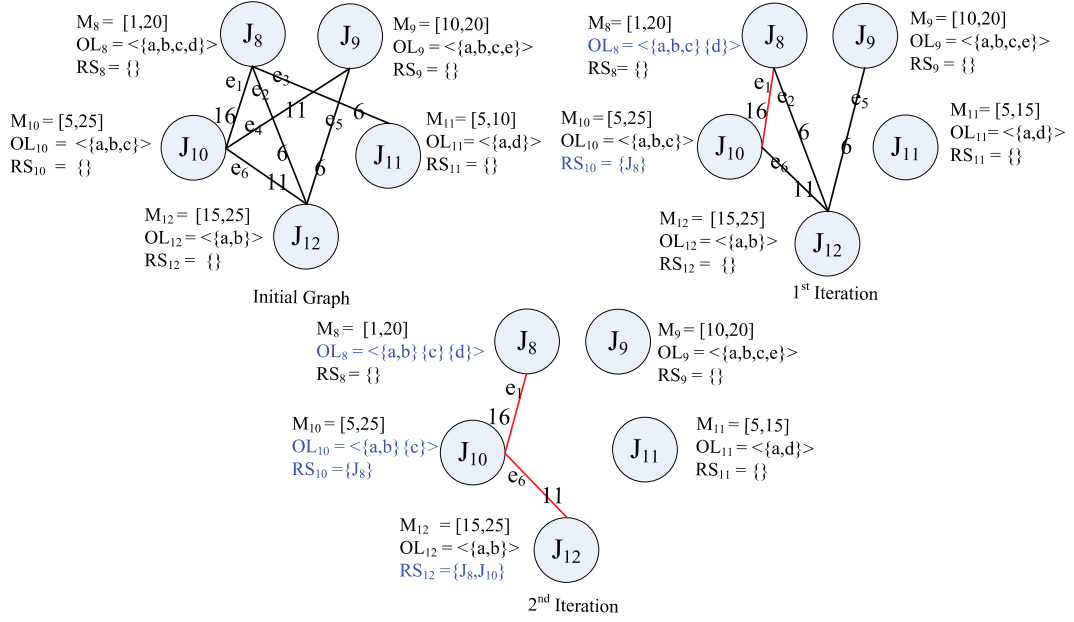 M8 = [1,20]
OL8 = <{a,b,c,d}>
RS8 = {}
J8
J9
M9 = [10,20]
OL9 = <{a,b,c,e}>
RS9 = {}
e1
e2
e3
16
11
6
e4
e5
M10 = [5,25]
OL10 = <{a,b,c}>
RS10 = {}
J10
J11
M11 = [5,10]
OL11 = <{a,d}>
RS11 = {}
6
6
e6
11
M12 = [15,25]
OL12 = <{a,b}>
RS12 = {}
J12
Initial Graph
M8 = [1,20]
OL8 = <{a,b,c}{d}>
RS8= {}
J8
J9
M9 = [10,20]
OL9 = <{a,b,c,e}>
RS9 = {}
e1
e2
e5
16
6
6
M10 = [5,25]
OL10 = <{a,b,c}>
RS10 = {J8}
J10
J11
M11 = [5,15]
OL11 = <{a,d}>
RS11 = {}
e6
11
M12 = [15,25]
OL12 = <{a,b}>
RS12 = {}
J12
1st Iteration
M8 = [1,20]
OL8 = <{a,b}{c}{d}>
RS8 = {}
J8
J9
M9 = [10,20]
OL9 = <{a,b,c,e}>
RS9 = {}
e1
16
M10 = [5,25]
OL10 = <{a,b}{c}>
RS10 ={J8}
J10
J11
M11 = [5,15]
OL11 = <{a,d}>
RS11 = {}
e6
11
M12 = [15,25]
OL12 = <{a,b}>
RS12 ={J8,J10}
J12
2nd Iteration